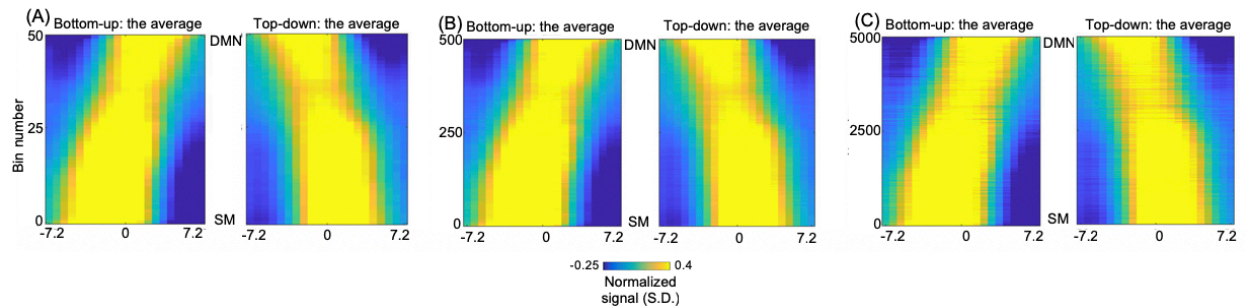 (A)
Bottom-up: the average
Top-down: the average
50
25
0
Bin number
DMN
SM
-7.2 0 7.2
-7.2 0 7.2
(B)
Bottom-up: the average
Top-down: the average
500
250
0
DMN
SM
-7.2 0 7.2
-7.2 0 7.2
(C)
Bottom-up: the average
Top-down: the average
5000
2500
0
DMN
SM
-7.2 0 7.2
-7.2 0 7.2
-0.25 0.4
Normalized
signal (S.D.)